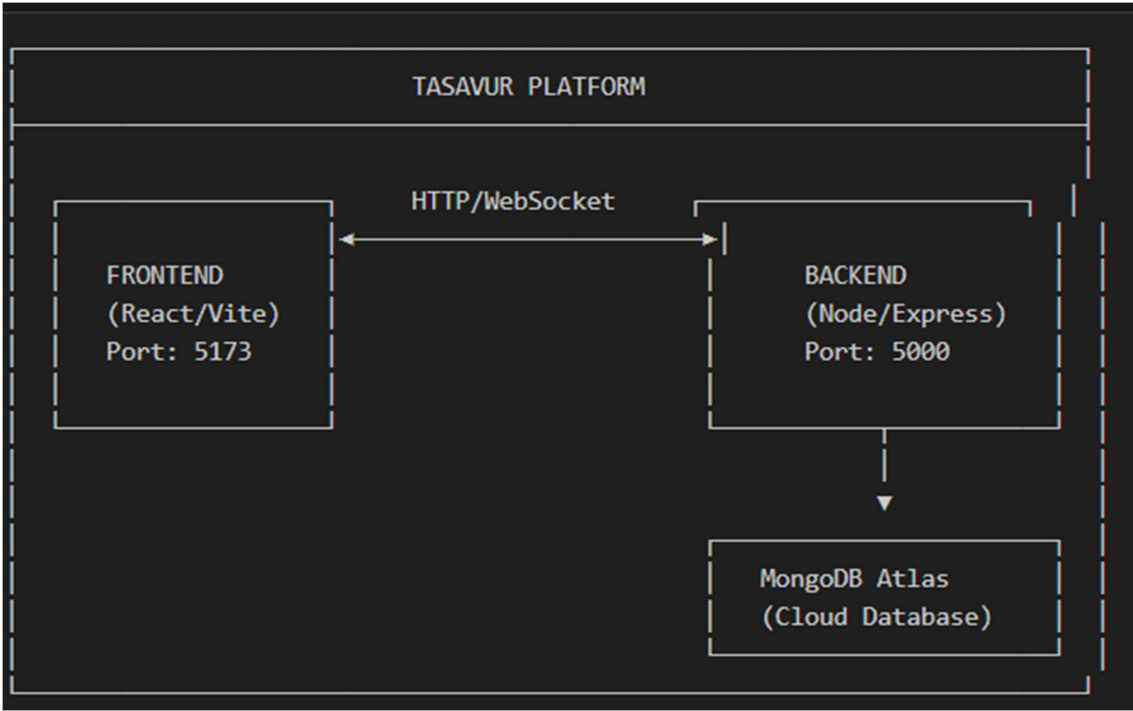 TASAVUR PLATFORM
HTTP/WebSocket
FRONTEND
(React/Vite)
Port: 5173
BACKEND
(Node/Express)
Port: 5000
MongoDB Atlas
(Cloud Database)